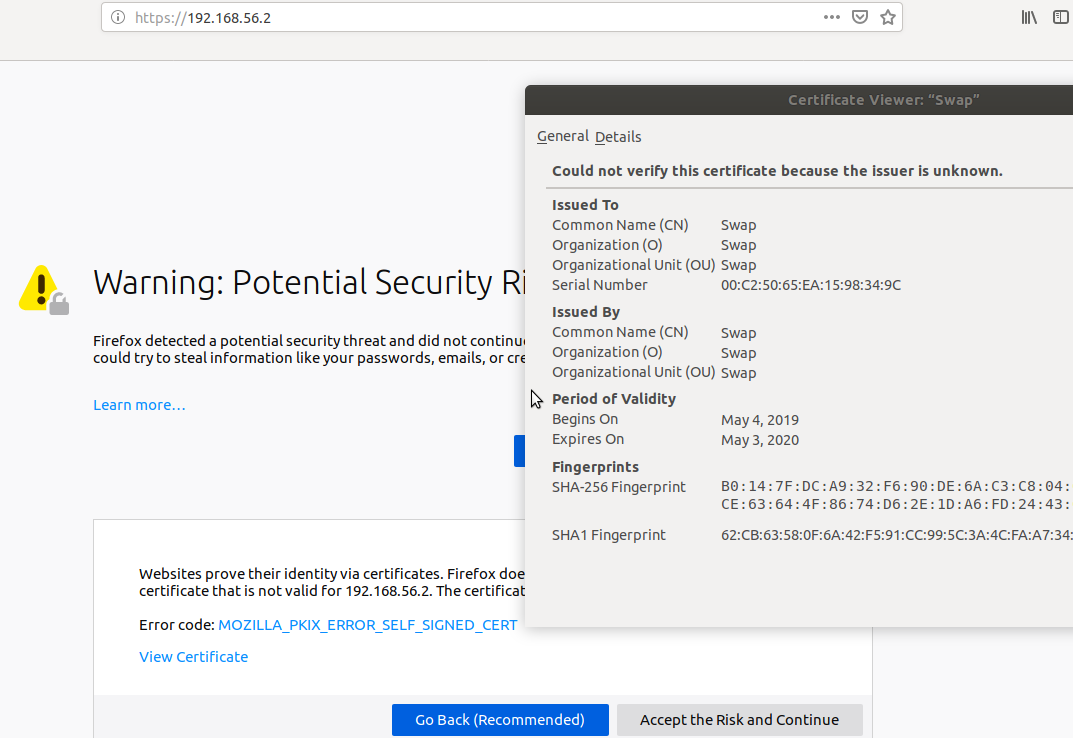 https://192.168.56.2
Certificate Viewer: “Swap”
General Details
Could not verify this certificate because the issuer is unknown.
Issued To
Common Name (CN) Swap
Organization (O) Swap
Organizational Unit (OU) Swap
Serial Number 00:C2:50:65:EA:15:98:34:9C
Issued By
Common Name (CN) Swap
Organization (O) Swap
Organizational Unit (OU) Swap
Period of Validity
Begins On May 4, 2019
Expires On May 3, 2020
Fingerprints
SHA-256 Fingerprint B0:14:7F:DC:A9:32:F6:90:DE:6A:C3:C8:04:
CE:63:64:4F:86:74:D6:2E:1D:A6:FD:24:43:
SHA1 Fingerprint 62:CB:63:58:0F:6A:42:F5:91:CC:99:5C:3A:4C:FA:A7:34:
Warning: Potential Security Ri
Firefox detected a potential security threat and did not continue
could try to steal information like your passwords, emails, or cre
Learn more…
Websites prove their identity via certificates. Firefox doe
certificate that is not valid for 192.168.56.2. The certificat
Error code: MOZILLA_PKIX_ERROR_SELF_SIGNED_CERT
View Certificate
Go Back (Recommended) Accept the Risk and Continue